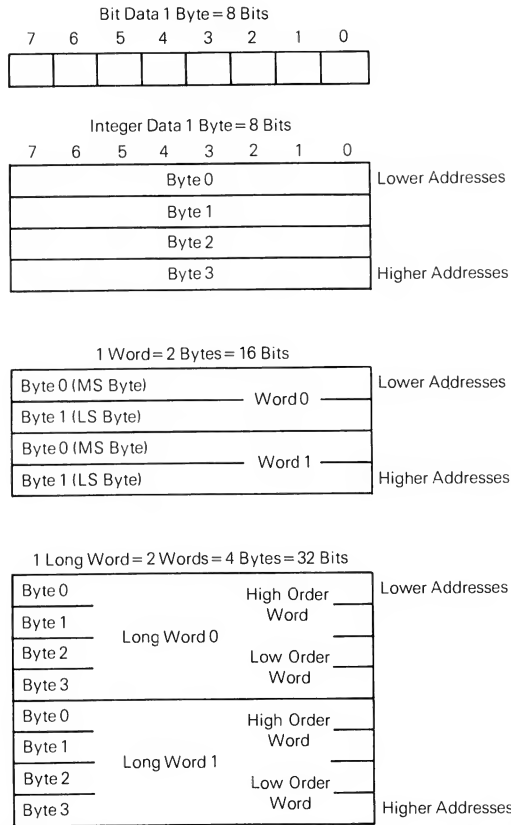 Bit Data 1 Byte=8 Bits
7 6 5 4 3 2 1 0
Integer Data 1 Byte=8 Bits
7 6 5 4 3 2 1 0
Byte 0 Lower Addresses
Byte 1
Byte 2
Byte 3 Higher Addresses
1 Word=2 Bytes=16 Bits
Byte 0 (MS Byte) Lower Addresses
Word 0
Byte 1 (LS Byte)
Byte 0 (MS Byte)
Word 1
Byte 1 (LS Byte) Higher Addresses
1 Long Word=2 Words=4 Bytes=32 Bits
Byte 0 High Order Lower Addresses
Word
Byte 1
Long Word 0
Byte 2 Low Order
Word
Byte 3
Byte 0 High Order
Word
Byte 1
Long Word 1
Byte 2 Low Order
Word
Byte 3 Higher Addresses